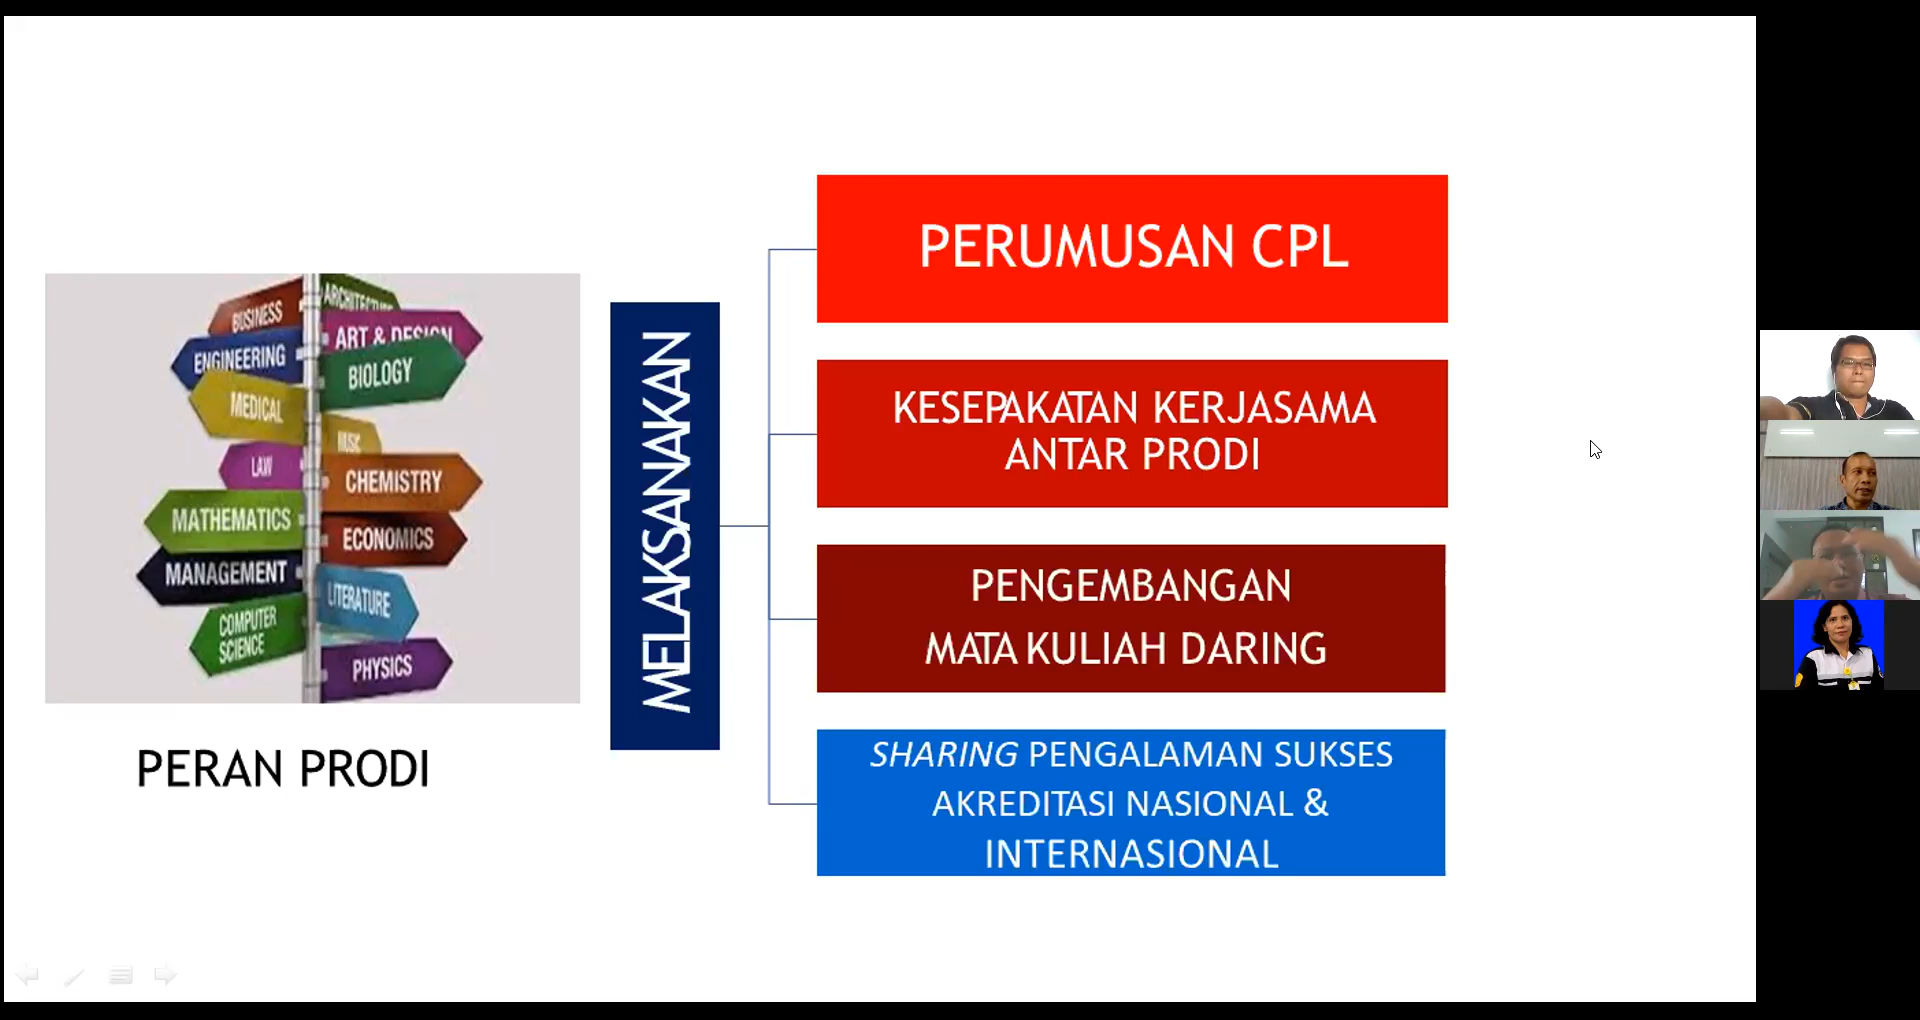 BUSINESS
ARCHITECTURE
ART & DESIGN
ENGINEERING
BIOLOGY
MEDICAL
LAW
CHEMISTRY
MATHEMATICS
ECONOMICS
MANAGEMENT
LITERATURE
COMPUTER
SCIENCE
PHYSICS
PERAN PRODI
MELAKSANAKAN
PERUMUSAN CPL
KESEPAKATAN KERJASAMA
ANTAR PRODI
PENGEMBANGAN
MATA KULIAH DARING
SHARING PENGALAMAN SUKSES
AKREDITASI NASIONAL &
INTERNASIONAL